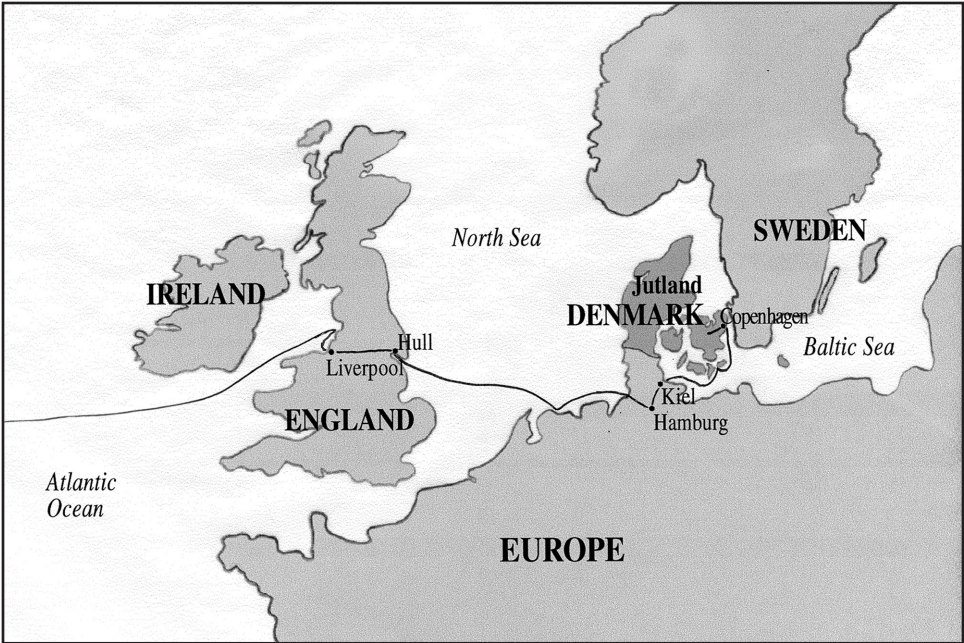 North Sea
SWEDEN
IRELAND
Jutland
DENMARK
Copenhagen
Hull
Baltic Sea
Liverpool
Kiel
ENGLAND
Hamburg
Atlantic
Ocean
EUROPE